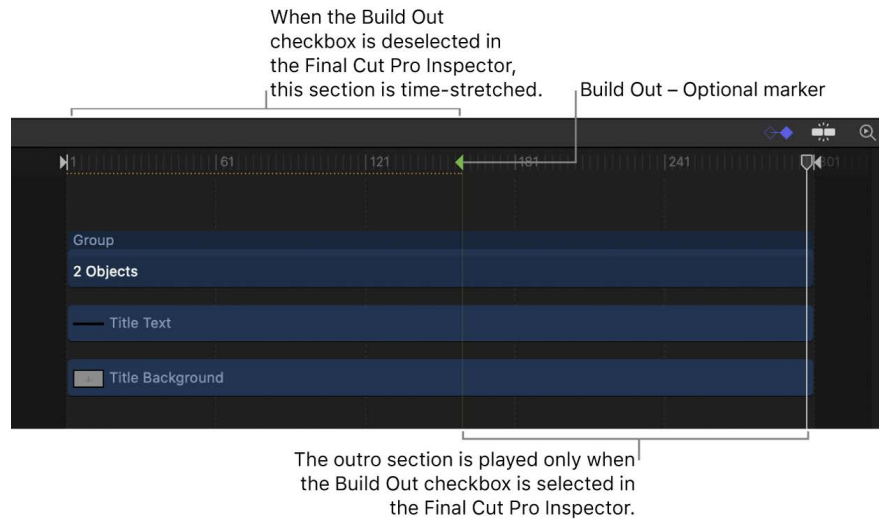 When the Build Out
checkbox is deselected in
the Final Cut Pro Inspector,
this section is time-stretched.
Build Out – Optional marker
1 61 121 181 241 301
Group
2 Objects
Title Text
Title Background
The outro section is played only when
the Build Out checkbox is selected in
the Final Cut Pro Inspector.